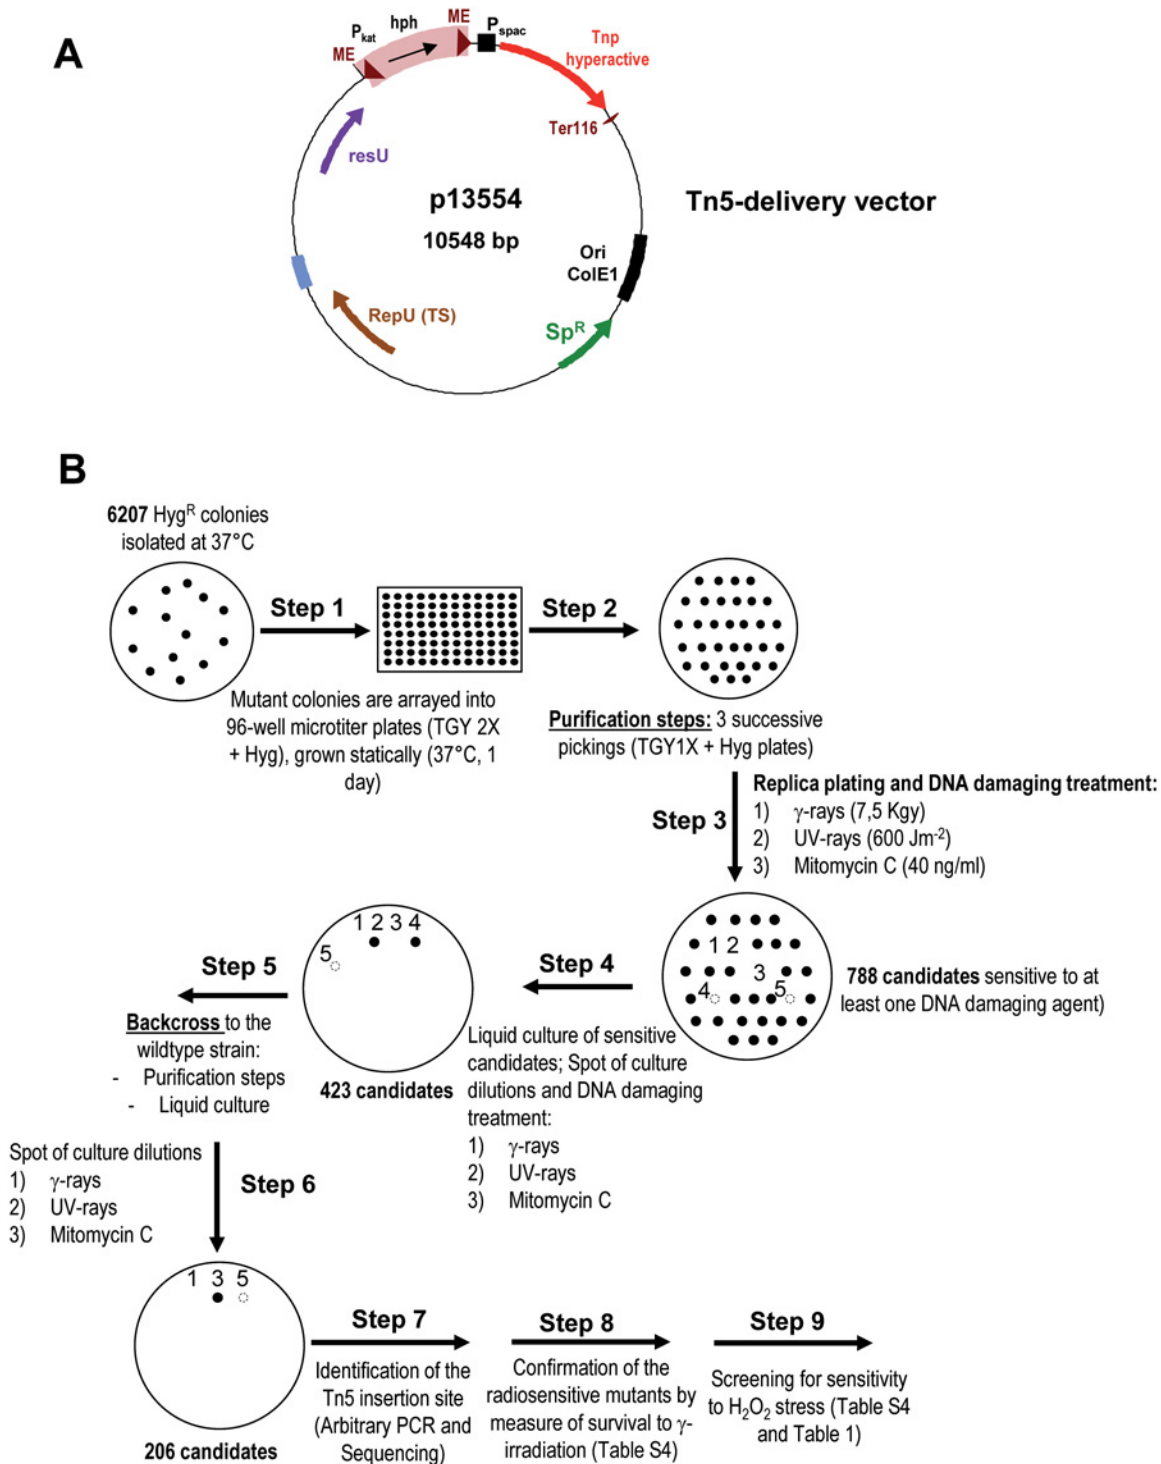 A
ME
P_kat
hph
ME
P_spac
Tnp
hyperactive
Ter116
resU
p13554
10548 bp
Tn5-delivery vector
Ori
ColE1
RepU (TS)
Sp^R
B
6207 Hyg^R colonies
isolated at 37°C
Step 1
Mutant colonies are arrayed into
96-well microtiter plates (TGY 2X
+ Hyg), grown statically (37°C, 1
day)
Step 2
Purification steps: 3 successive
pickings (TGY1X + Hyg plates)
Step 3
Replica plating and DNA damaging treatment:
1) γ-rays (7,5 Kgy)
2) UV-rays (600 Jm⁻²)
3) Mitomycin C (40 ng/ml)
1 2
3
4
5
788 candidates sensitive to at
least one DNA damaging agent)
Step 4
Liquid culture of sensitive
candidates; Spot of culture
dilutions and DNA damaging
treatment:
1) γ-rays
2) UV-rays
3) Mitomycin C
1 2 3 4
5
423 candidates
Step 5
Backcross to the
wildtype strain:
- Purification steps
- Liquid culture
Spot of culture dilutions
1) γ-rays
2) UV-rays
3) Mitomycin C
Step 6
1 3 5
206 candidates
Step 7
Identification of the
Tn5 insertion site
(Arbitrary PCR and
Sequencing)
Step 8
Confirmation of the
radiosensitive mutants by
measure of survival to γ-
irradiation (Table S4)
Step 9
Screening for sensitivity
to H₂O₂ stress (Table S4
and Table 1)